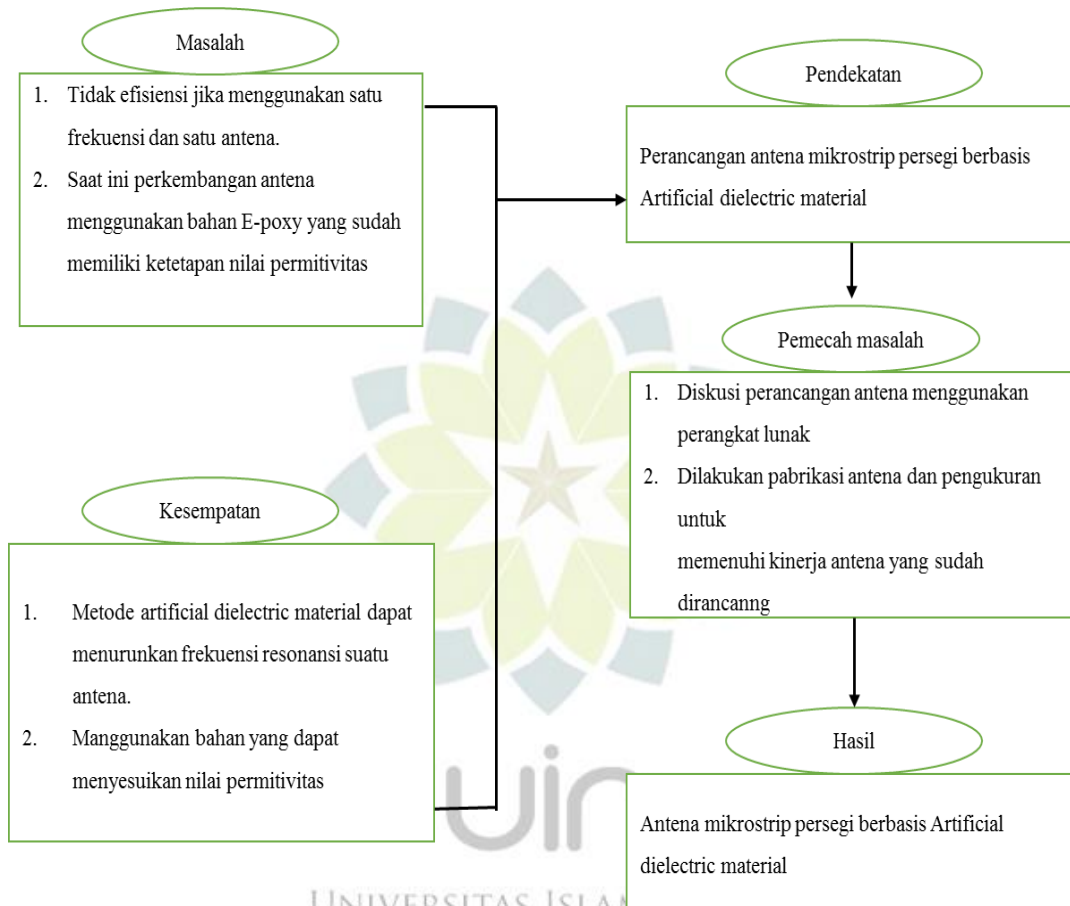 Masalah
1. Tidak efisiensi jika menggunakan satu
frekuensi dan satu antena.
2. Saat ini perkembangan antena
menggunakan bahan E-poxy yang sudah
memiliki ketetapan nilai permitivitas
Kesempatan
1. Metode artificial dielectric material dapat
menurunkan frekuensi resonansi suatu
antena.
2. Manggunakan bahan yang dapat
menyesuikan nilai permitivitas
Pendekatan
Perancangan antena mikrostrip persegi berbasis
Artificial dielectric material
Pemecah masalah
1. Diskusi perancangan antena menggunakan
perangkat lunak
2. Dilakukan pabrikasi antena dan pengukuran
untuk
memenuhi kinerja antena yang sudah
dirancanng
Hasil
Antena mikrostrip persegi berbasis Artificial
dielectric material
uin
UNIVERSITAS ISLAM